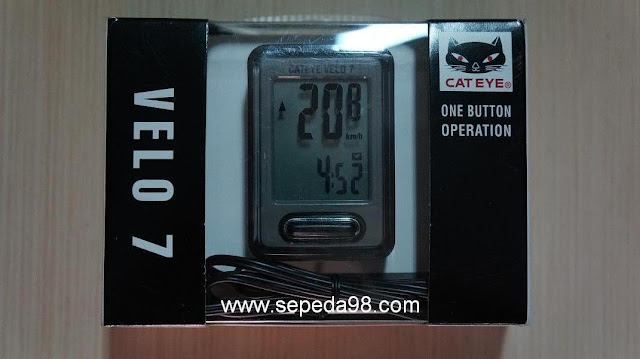 VELO 7
CATEYE VELO 7
20.8
km/h
4:52
CATEYE®
ONE BUTTON
OPERATION
www.sepeda98.com